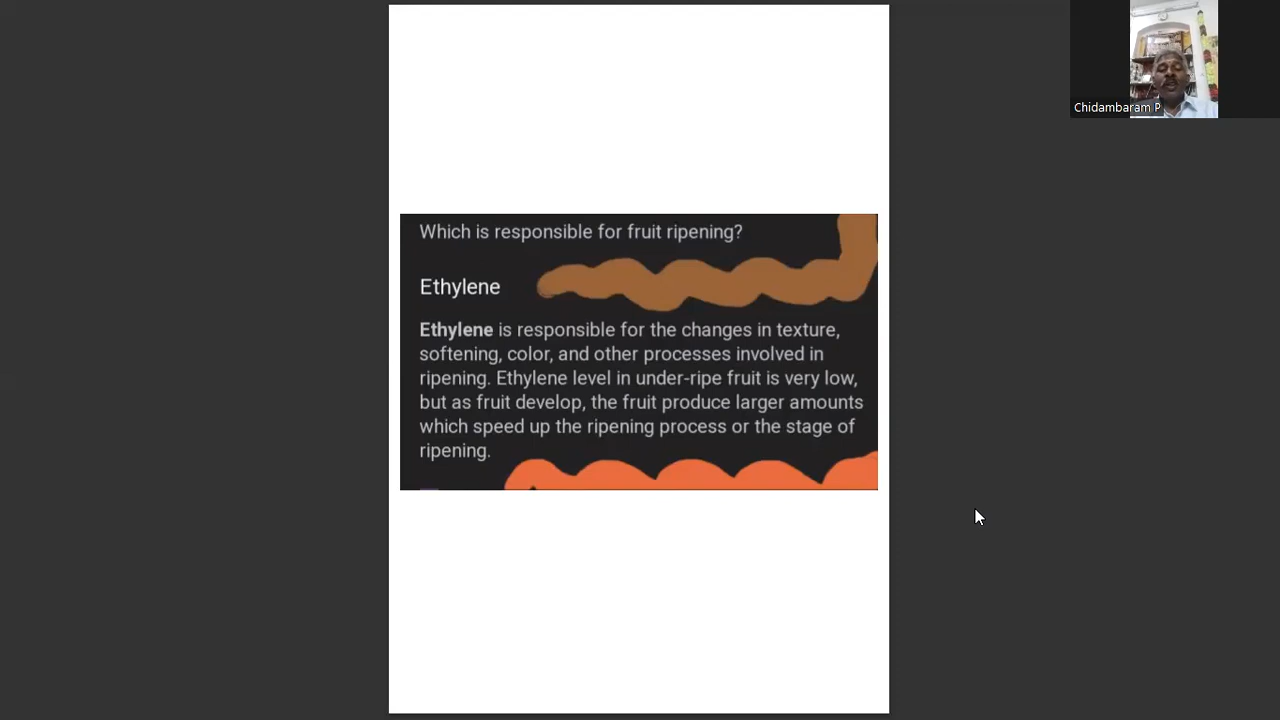 Chidambaram P
Which is responsible for fruit ripening?
Ethylene
Ethylene is responsible for the changes in texture,
softening, color, and other processes involved in
ripening. Ethylene level in under-ripe fruit is very low,
but as fruit develop, the fruit produce larger amounts
which speed up the ripening process or the stage of
ripening.